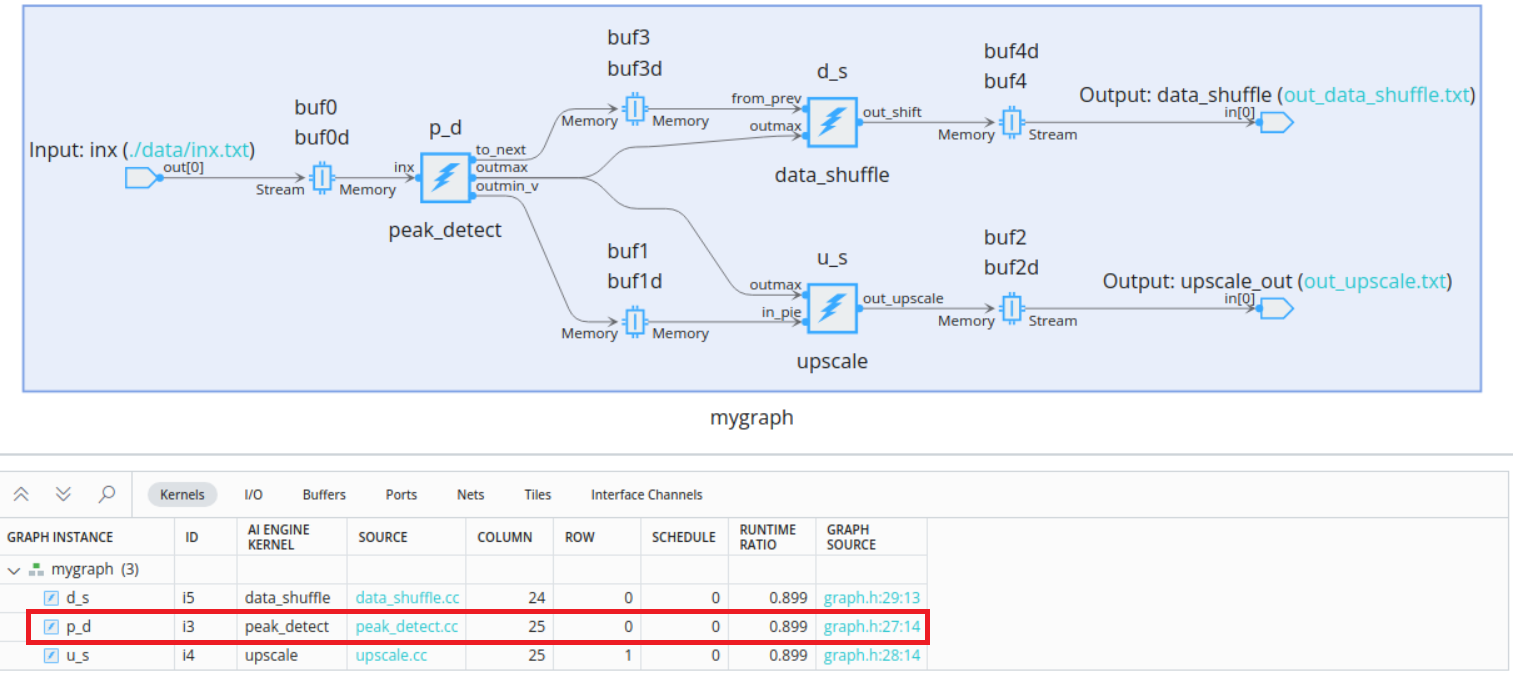 buf3
buf3d
buf4d
buf4
d_s
Output: data_shuffle (out_data_shuffle.txt)
buf0
buf0d
p_d
Memory
Memory
from_prev
outmax
out_shift
Memory
Stream
in[0]
Input: inx (./data/inx.txt)
out[0]
Stream
Memory
inx
to_next
outmax
outmin_v
data_shuffle
peak_detect
buf1
buf1d
buf2
buf2d
u_s
Output: upscale_out (out_upscale.txt)
outmax
in_pie
out_upscale
in[0]
Memory
Memory
Memory
Stream
upscale
mygraph
Kernels I/O Buffers Ports Nets Tiles Interface Channels
GRAPH INSTANCE ID AI ENGINE KERNEL SOURCE COLUMN ROW SCHEDULE RUNTIME RATIO GRAPH SOURCE
mygraph (3)
d_s i5 data_shuffle data_shuffle.cc 24 0 0 0.899 graph.h:29:13
p_d i3 peak_detect peak_detect.cc 25 0 0 0.899 graph.h:27:14
u_s i4 upscale upscale.cc 25 1 0 0.899 graph.h:28:14